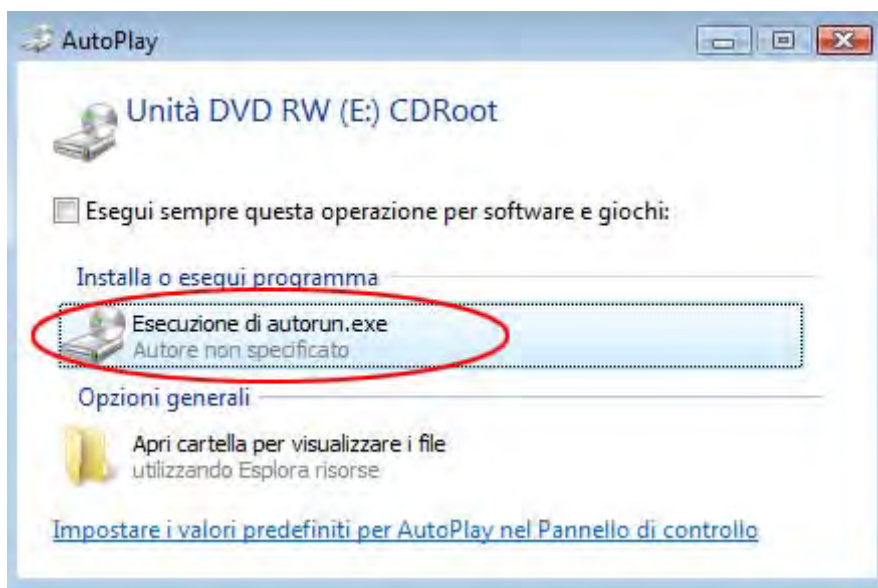 AutoPlay
Unità DVD RW (E:) CDRoot
Esegui sempre questa operazione per software e giochi:
Installa o esegui programma
Esecuzione di autorun.exe
Autore non specificato
Opzioni generali
Apri cartella per visualizzare i file
utilizzando Esplora risorse
Impostare i valori predefiniti per AutoPlay nel Pannello di controllo